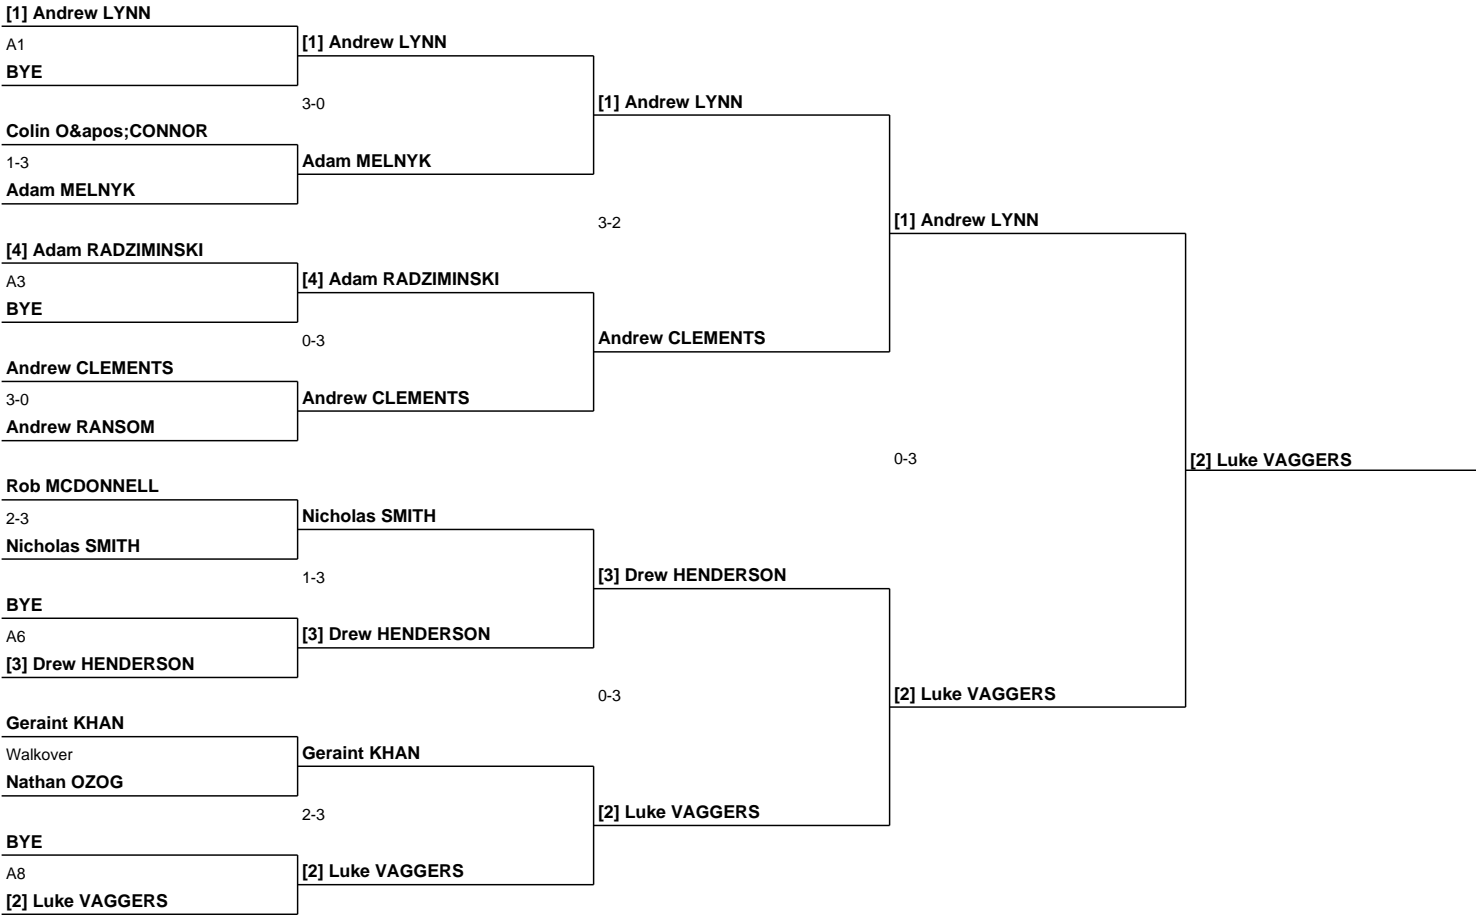 [1] Andrew LYNN
A1
BYE
Colin O&apos;CONNOR
1-3
Adam MELNYK
[4] Adam RADZIMINSKI
A3
BYE
Andrew CLEMENTS
3-0
Andrew RANSOM
Rob MCDONNELL
2-3
Nicholas SMITH
BYE
A6
[3] Drew HENDERSON
Geraint KHAN
Walkover
Nathan OZOG
BYE
A8
[2] Luke VAGGERS
[1] Andrew LYNN
3-0
Adam MELNYK
[4] Adam RADZIMINSKI
0-3
Andrew CLEMENTS
Nicholas SMITH
1-3
[3] Drew HENDERSON
Geraint KHAN
2-3
[2] Luke VAGGERS
[1] Andrew LYNN
3-2
Andrew CLEMENTS
[3] Drew HENDERSON
0-3
[2] Luke VAGGERS
[1] Andrew LYNN
0-3
[2] Luke VAGGERS
[2] Luke VAGGERS